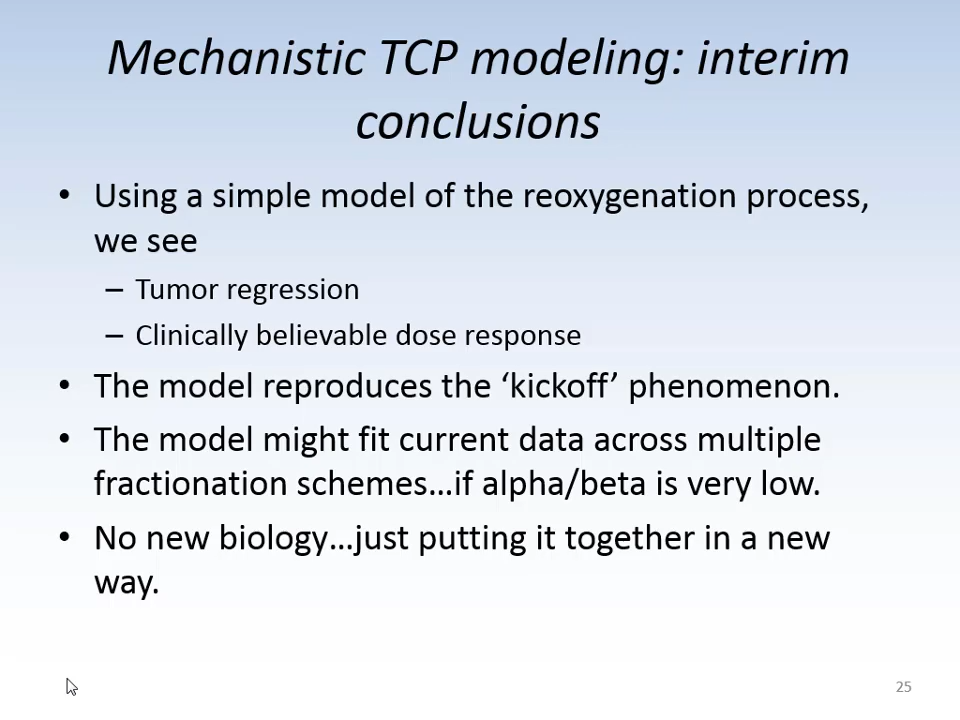 Mechanistic TCP modeling: interim
conclusions
• Using a simple model of the reoxygenation process,
we see
– Tumor regression
– Clinically believable dose response
• The model reproduces the ‘kickoff’ phenomenon.
• The model might fit current data across multiple
fractionation schemes…if alpha/beta is very low.
• No new biology…just putting it together in a new
way.
25